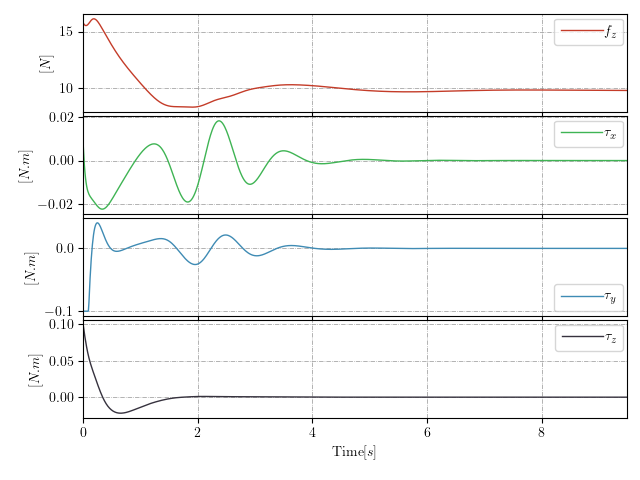 15
10
[N]
f_z
0.02
0.00
−0.02
[N.m]
τ_x
0.0
−0.1
[N.m]
τ_y
0.10
0.05
0.00
[N.m]
τ_z
0 2 4 6 8
Time[s]